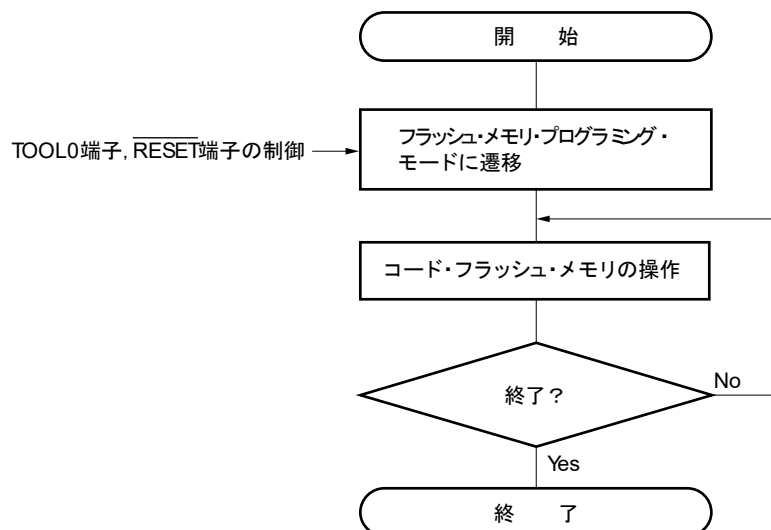 開 始
TOOL0端子, RESET端子の制御
フラッシュ・メモリ・プログラミング・
モードに遷移
コード・フラッシュ・メモリの操作
終了?
No
Yes
終 了